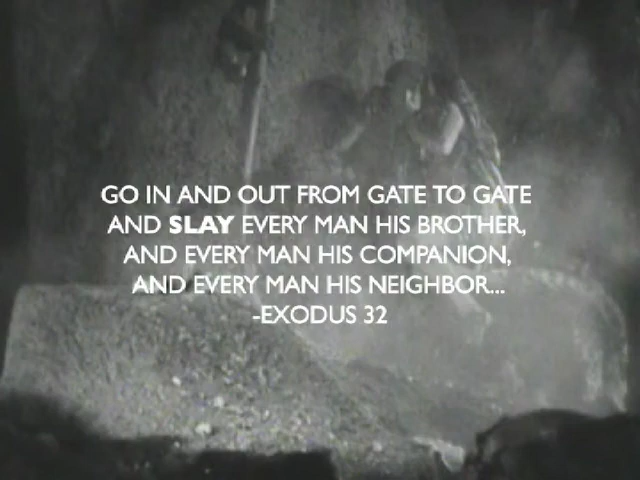 GO IN AND OUT FROM GATE TO GATE
AND SLAY EVERY MAN HIS BROTHER,
AND EVERY MAN HIS COMPANION,
AND EVERY MAN HIS NEIGHBOR...
-EXODUS 32